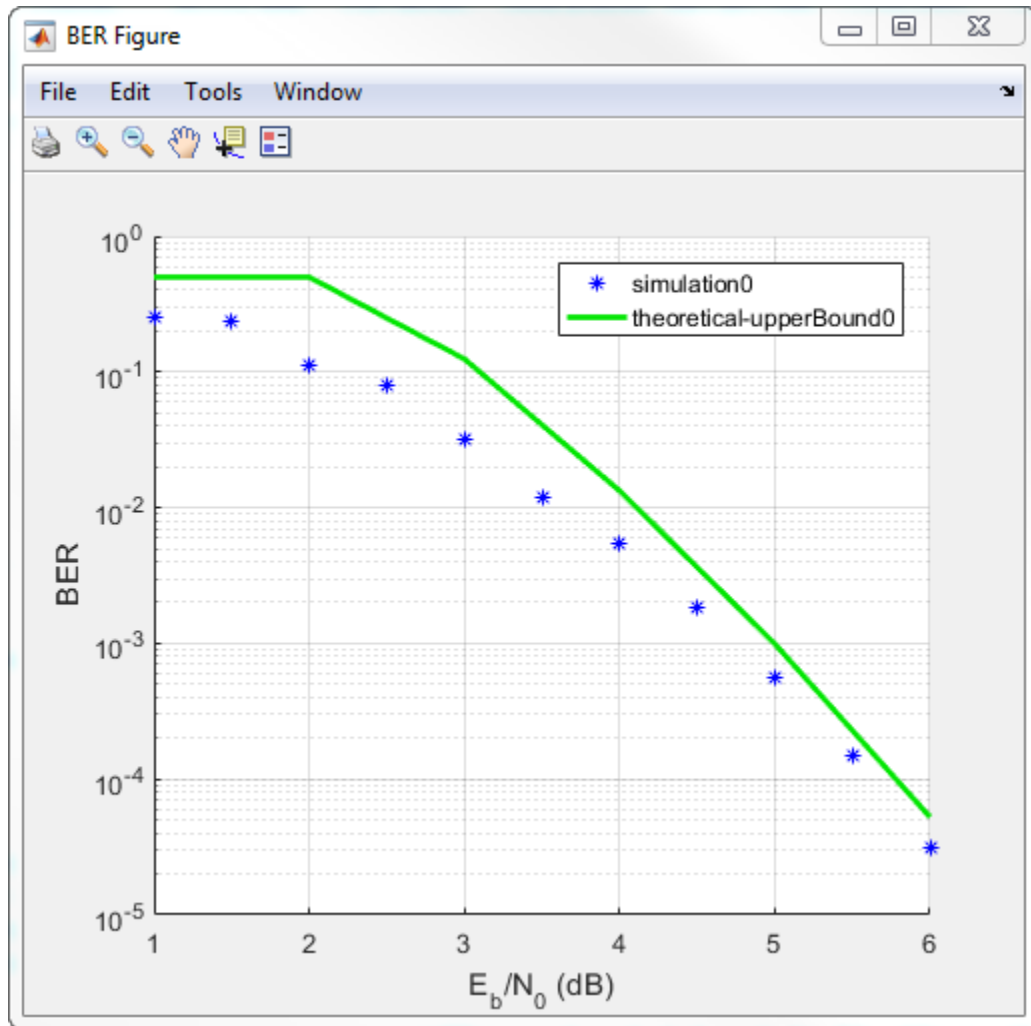 BER Figure
File Edit Tools Window
10^0
10^-1
10^-2
10^-3
10^-4
10^-5
BER
simulation0
theoretical-upperBound0
1 2 3 4 5 6
E_b/N_0 (dB)